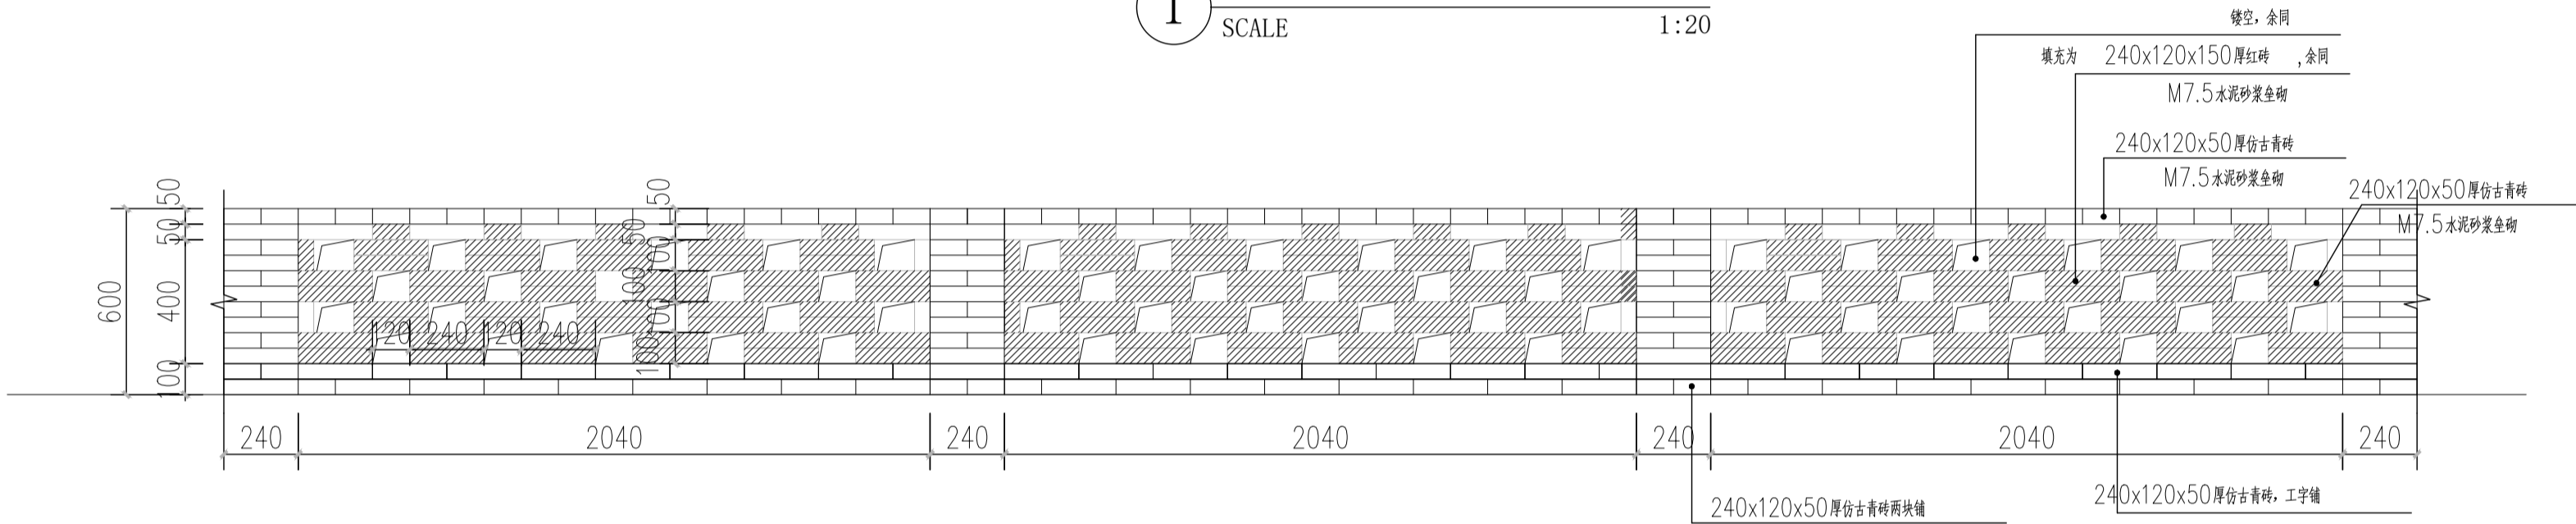 1
SCALE 1:20
镂空，余同
填充为 240x120x150厚红砖 ，余同
M7.5水泥砂浆垒砌
240x120x50厚仿古青砖
M7.5水泥砂浆垒砌
240x120x50厚仿古青砖
M7.5水泥砂浆垒砌
50
50
400
100
600
50
50
100
100
100
100
120 240 120 240
240 2040 240 2040 240 2040 240
240x120x50厚仿古青砖两块铺
240x120x50厚仿古青砖，工字铺